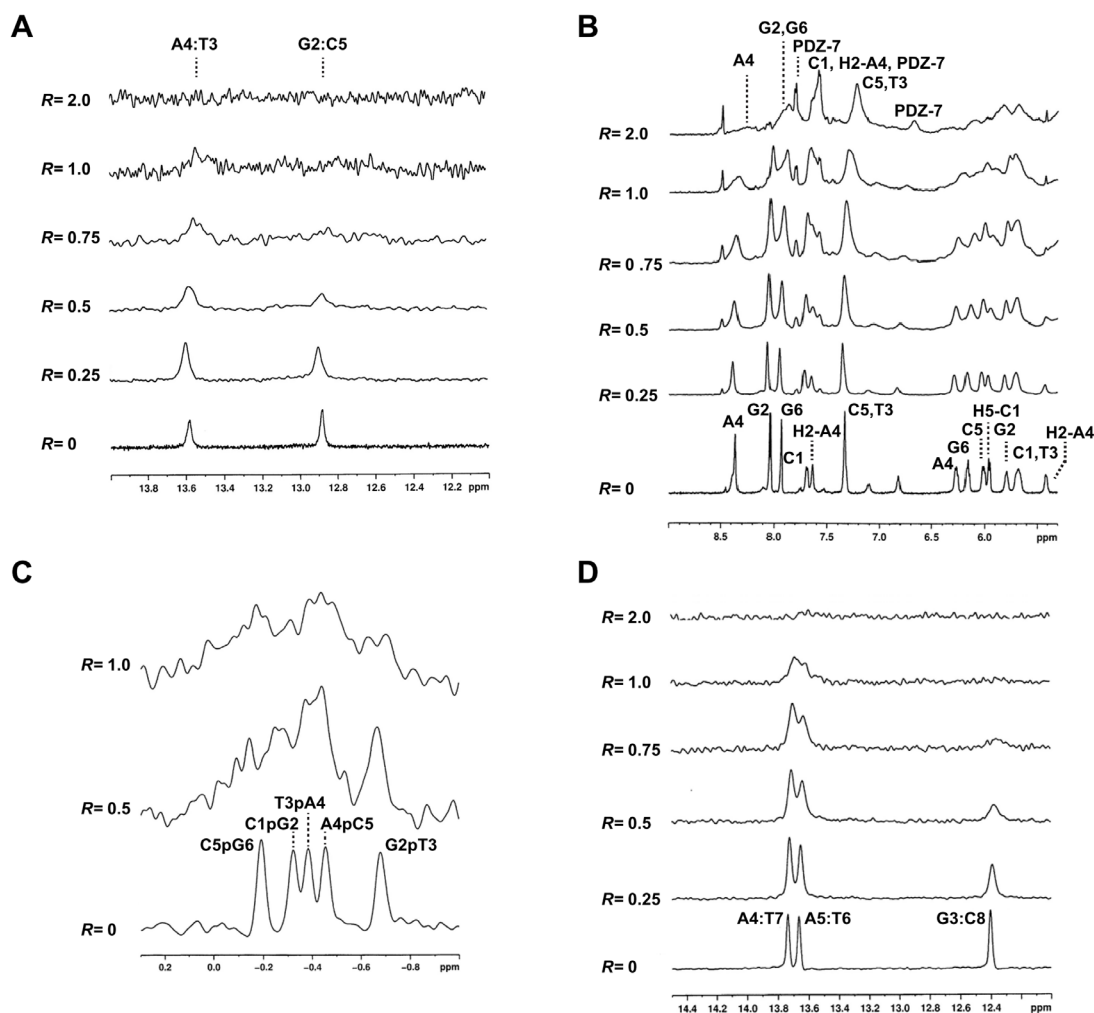 A
A4:T3 G2:C5
R= 2.0
R= 1.0
R= 0.75
R= 0.5
R= 0.25
R= 0
13.8 13.6 13.4 13.2 13.0 12.8 12.6 12.4 12.2 ppm
B
G2,G6
PDZ-7
A4 C1, H2-A4, PDZ-7
C5,T3
PDZ-7
R= 2.0
R= 1.0
R= 0 .75
R= 0.5
R= 0.25
A4 G2 G6 C5,T3 H5-C1
C1 H2-A4 C5 G2 H2-A4
A4 G6 C1,T3
R= 0
8.5 8.0 7.5 7.0 6.5 6.0 ppm
C
R= 1.0
R= 0.5
T3pA4
C1pG2 A4pC5
C5pG6 G2pT3
R= 0
0.2 0.0 −0.2 −0.4 −0.6 −0.8 ppm
D
R= 2.0
R= 1.0
R= 0.75
R= 0.5
R= 0.25
A4:T7 A5:T6 G3:C8
R= 0
14.4 14.2 14.0 13.8 13.6 13.4 13.2 13.0 12.8 12.6 12.4 ppm